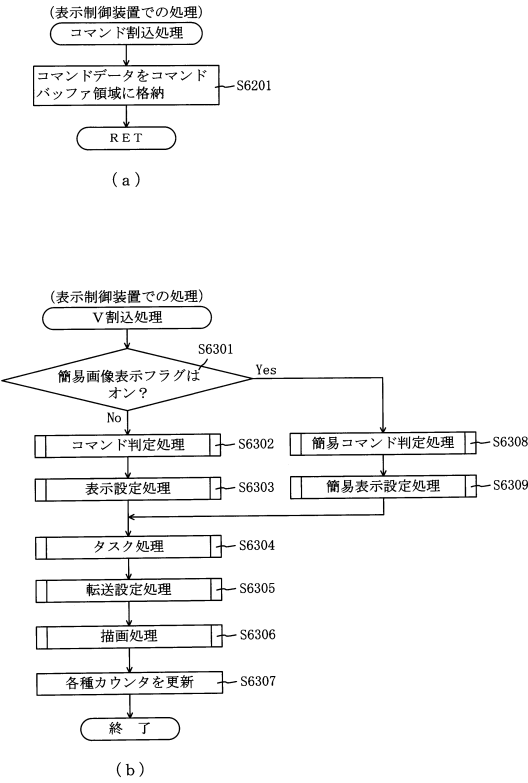 (表示制御装置での処理)
コマンド割込処理
コマンドデータをコマンド
バッファ領域に格納
S6201
RET
(a)
(表示制御装置での処理)
V割込処理
S6301
簡易画像表示フラグは
オン?
Yes
No
コマンド判定処理
S6302
簡易コマンド判定処理
S6308
表示設定処理
S6303
簡易表示設定処理
S6309
タスク処理
S6304
転送設定処理
S6305
描画処理
S6306
各種カウンタを更新
S6307
終 了
(b)